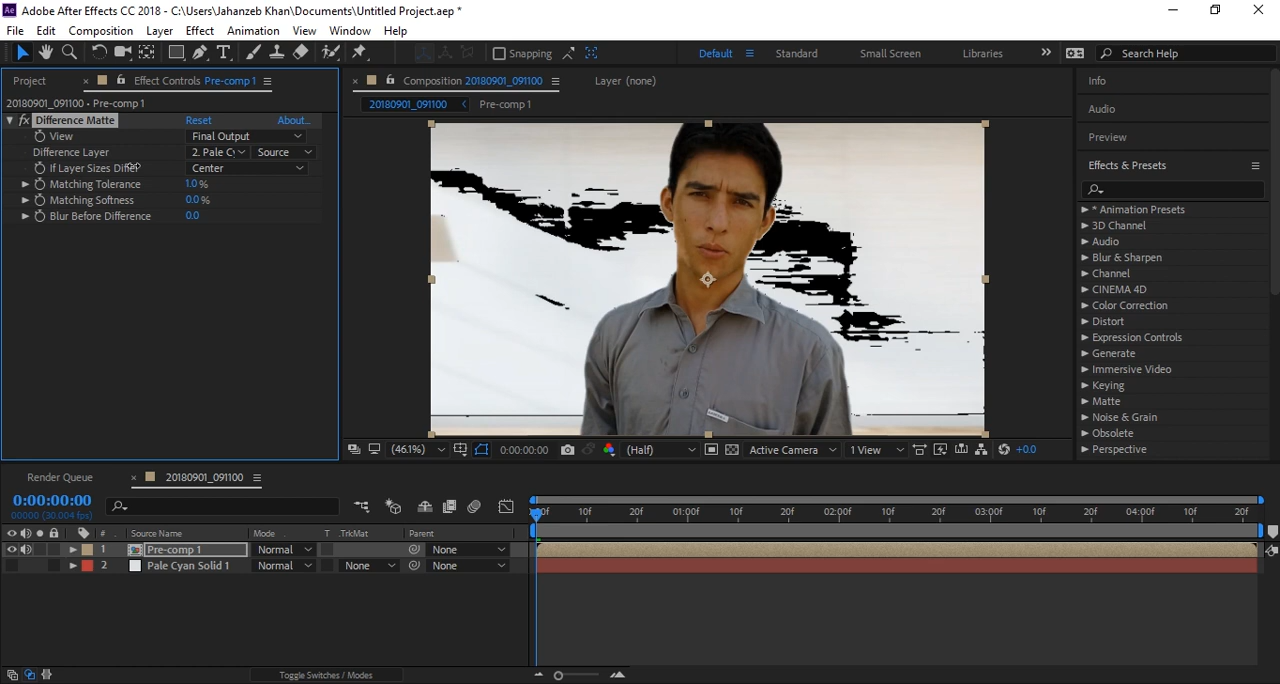 Ae Adobe After Effects CC 2018 - C:\Users\Jahanzeb Khan\Documents\Untitled Project.aep *
File Edit Composition Layer Effect Animation View Window Help
Snapping Default Standard Small Screen Libraries Search Help
Project Effect Controls Pre-comp 1
20180901_091100 • Pre-comp 1
fx Difference Matte Reset About...
View Final Output
Difference Layer 2. Pale C Source
If Layer Sizes Differ Center
Matching Tolerance 1.0 %
Matching Softness 0.0 %
Blur Before Difference 0.0
Composition 20180901_091100 Layer (none)
20180901_091100 Pre-comp 1
(46.1%) 0:00:00:00 (Half) Active Camera 1 View +0.0
Info
Audio
Preview
Effects & Presets
* Animation Presets
3D Channel
Audio
Blur & Sharpen
Channel
CINEMA 4D
Color Correction
Distort
Expression Controls
Generate
Immersive Video
Keying
Matte
Noise & Grain
Obsolete
Perspective
Render Queue 20180901_091100
0:00:00:00
00000 (30.004 fps)
:00f 10f 20f 01:00f 10f 20f 02:00f 10f 20f 03:00f 10f 20f 04:00f 10f 20f
# Source Name Mode T .TrkMat Parent
1 Pre-comp 1 Normal None
2 Pale Cyan Solid 1 Normal None None
Toggle Switches / Modes